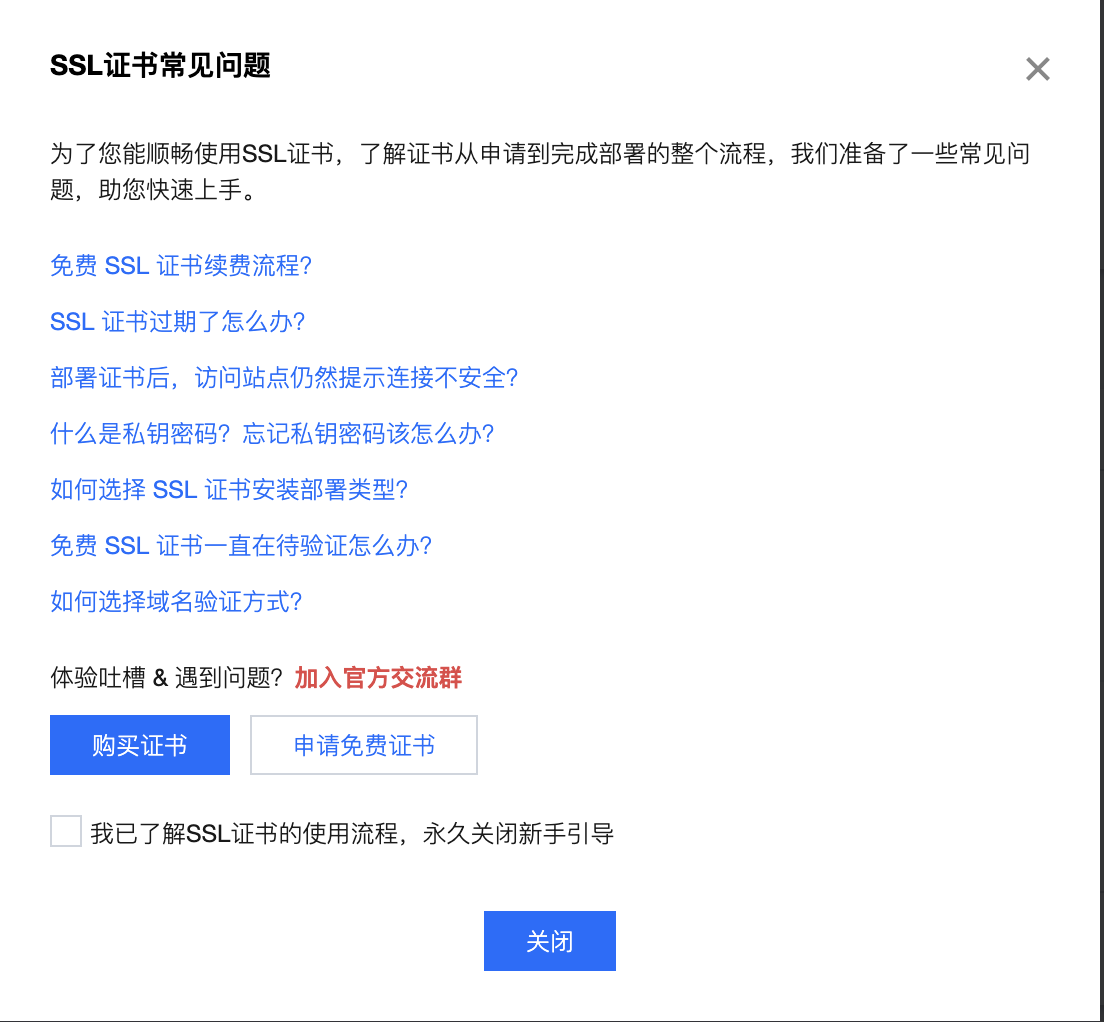 SSL证书常见问题
为了您能顺畅使用SSL证书，了解证书从申请到完成部署的整个流程，我们准备了一些常见问
题，助您快速上手。
免费 SSL 证书续费流程？
SSL 证书过期了怎么办？
部署证书后，访问站点仍然提示连接不安全？
什么是私钥密码？忘记私钥密码该怎么办？
如何选择 SSL 证书安装部署类型？
免费 SSL 证书一直在待验证怎么办？
如何选择域名验证方式？
体验吐槽 & 遇到问题？加入官方交流群
购买证书 申请免费证书
我已了解SSL证书的使用流程，永久关闭新手引导
关闭